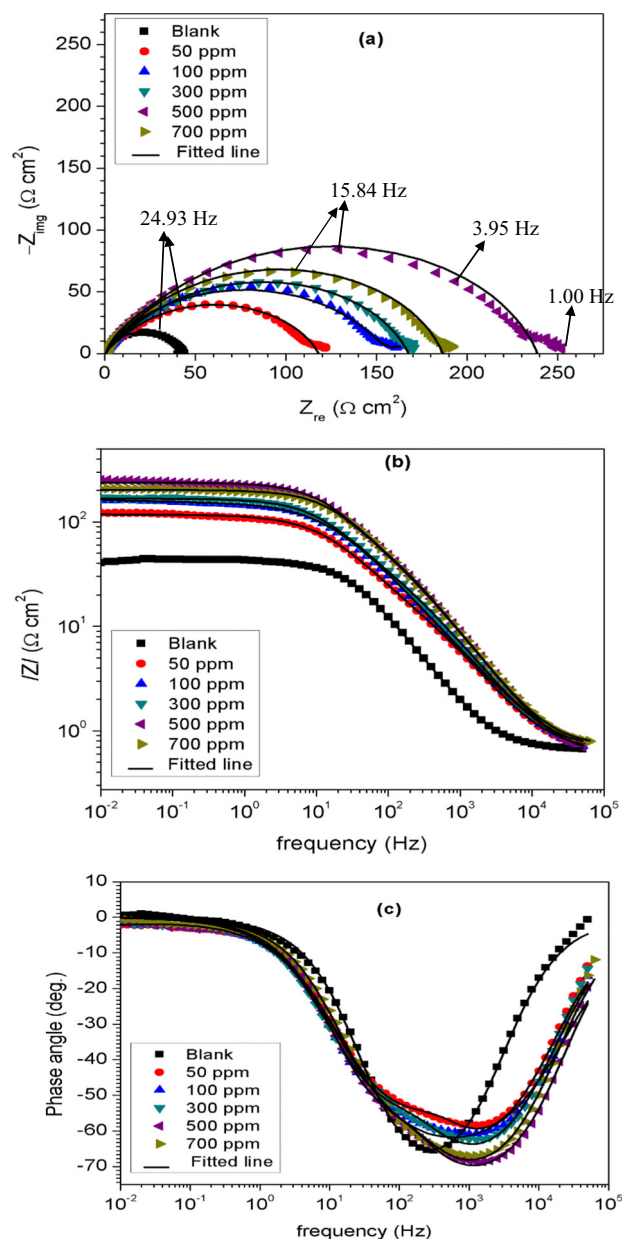 (a)
Blank
50 ppm
100 ppm
300 ppm
500 ppm
700 ppm
Fitted line
24.93 Hz
15.84 Hz
3.95 Hz
1.00 Hz
250
200
150
100
50
0
–Z img (Ω cm²)
0 50 100 150 200 250
Z re (Ω cm²)
(b)
10²
10¹
10⁰
/Z/ (Ω cm²)
Blank
50 ppm
100 ppm
300 ppm
500 ppm
700 ppm
Fitted line
10⁻² 10⁻¹ 10⁰ 10¹ 10² 10³ 10⁴ 10⁵
frequency (Hz)
(c)
10
0
-10
-20
-30
-40
-50
-60
-70
Phase angle (deg.)
Blank
50 ppm
100 ppm
300 ppm
500 ppm
700 ppm
Fitted line
10⁻² 10⁻¹ 10⁰ 10¹ 10² 10³ 10⁴ 10⁵
frequency (Hz)